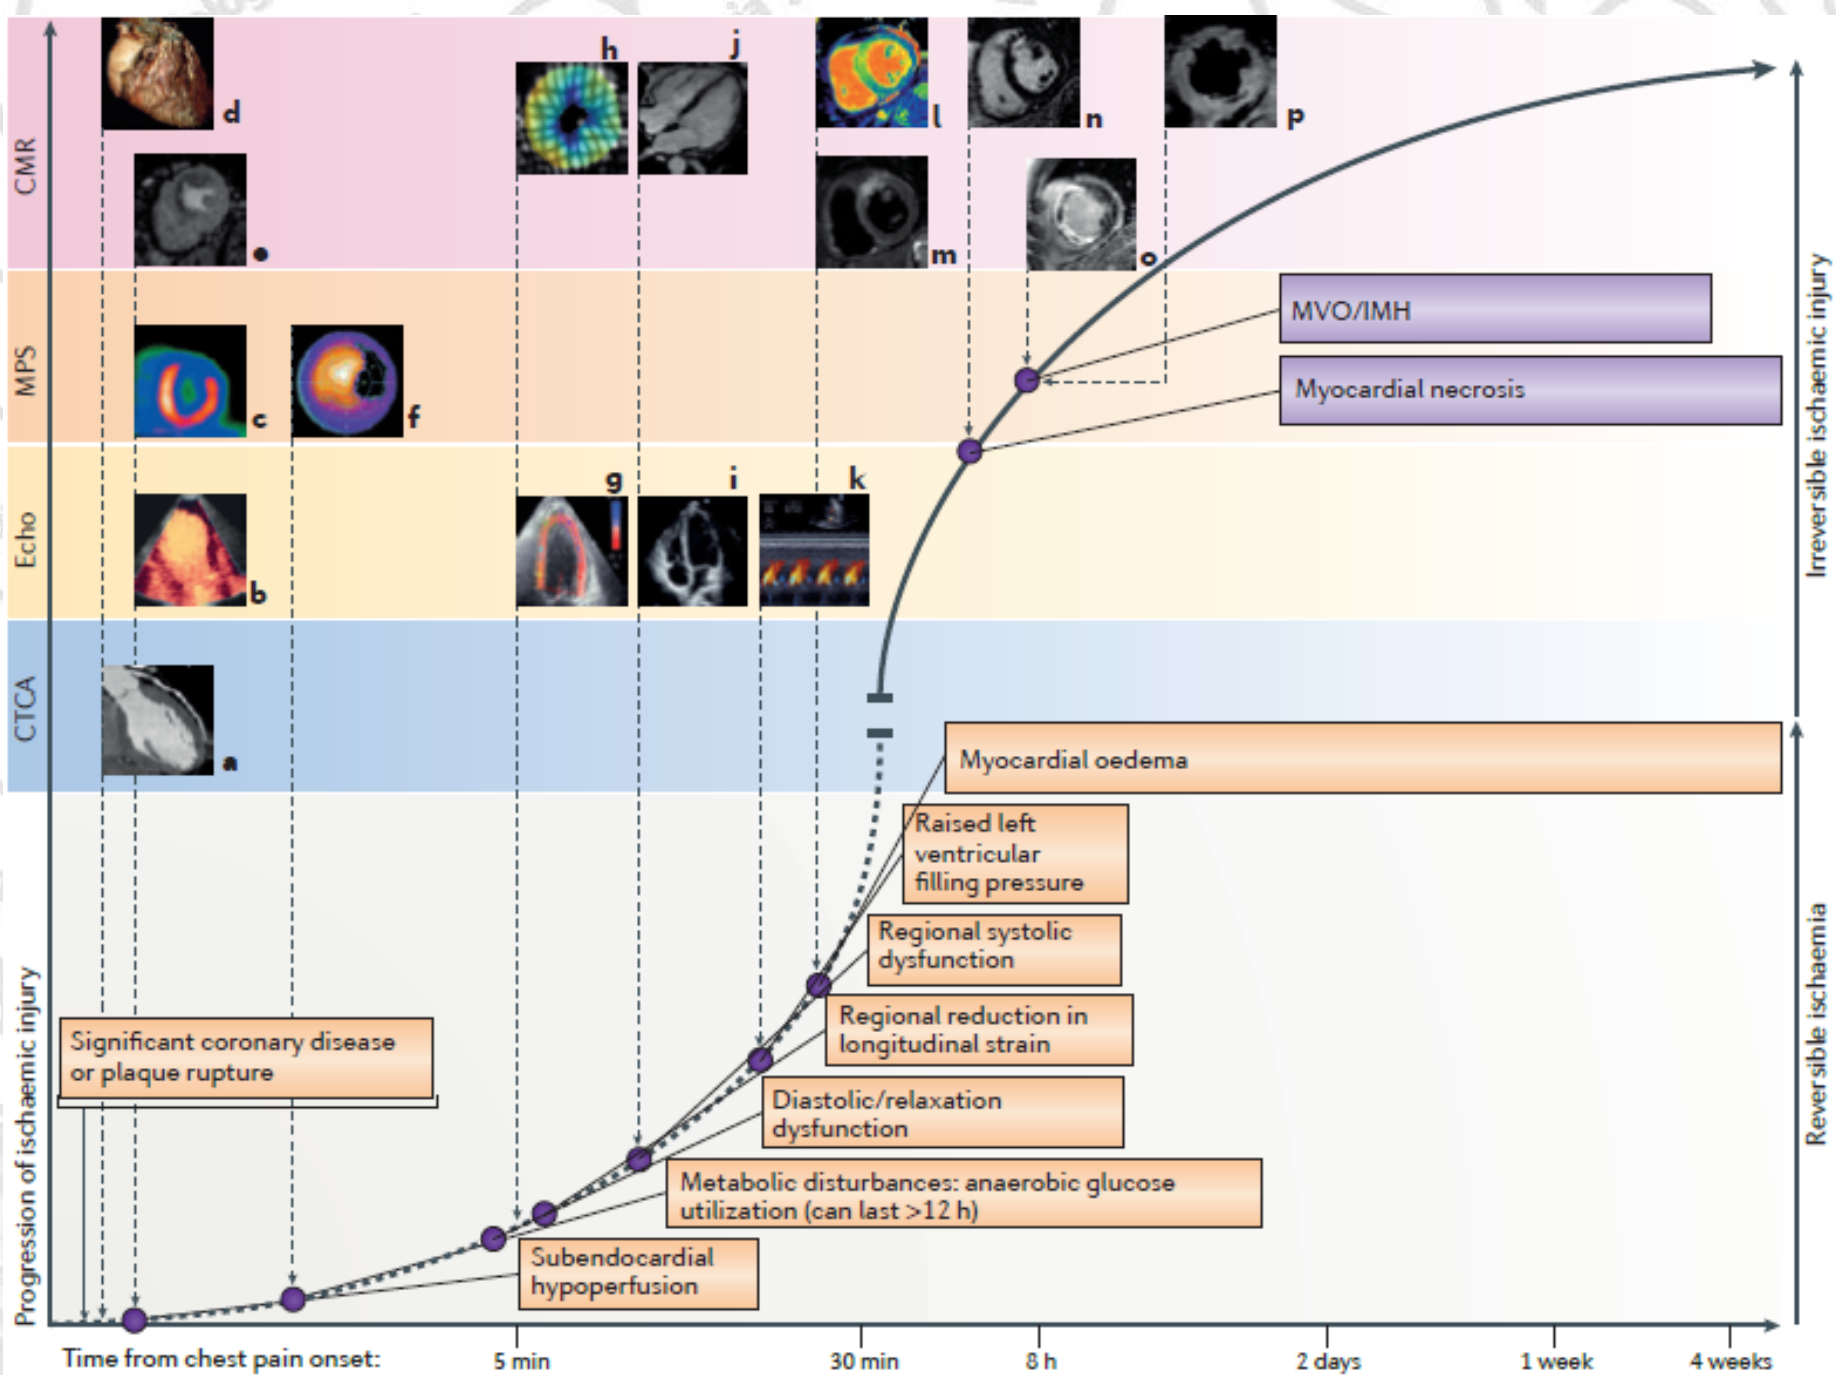 CMR
MPS
Echo
CTCA
Progression of ischaemic injury
d
e
h
j
l
m
n
o
p
c
f
b
g
i
k
a
MVO/IMH
Myocardial necrosis
Myocardial oedema
Raised left
ventricular
filling pressure
Regional systolic
dysfunction
Regional reduction in
longitudinal strain
Diastolic/relaxation
dysfunction
Metabolic disturbances: anaerobic glucose
utilization (can last >12 h)
Subendocardial
hypoperfusion
Significant coronary disease
or plaque rupture
Irreversible ischaemic injury
Reversible ischaemia
Time from chest pain onset:
5 min
30 min
8 h
2 days
1 week
4 weeks